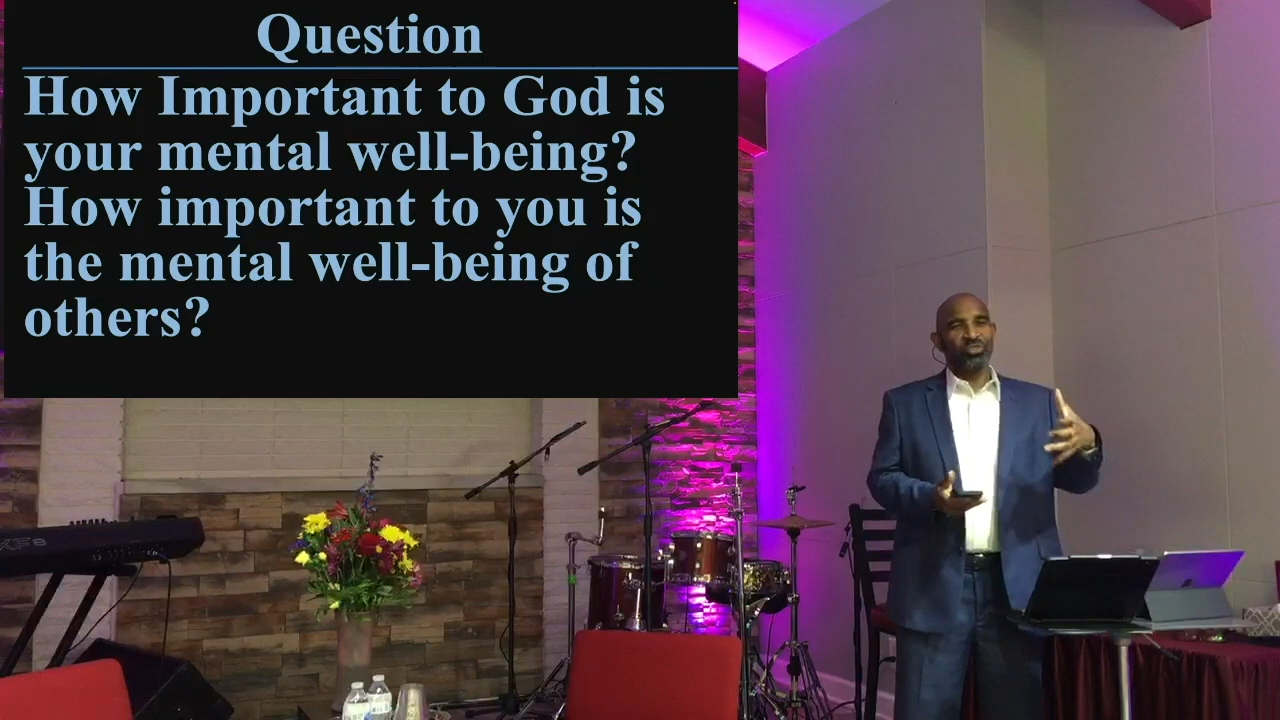 Question
How Important to God is
your mental well-being?
How important to you is
the mental well-being of
others?